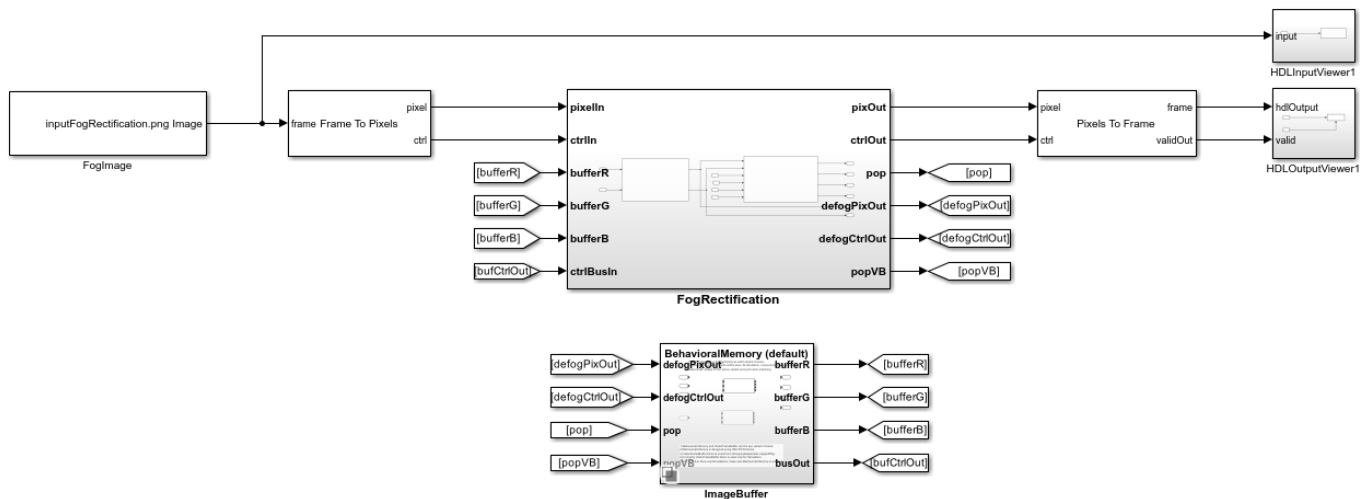 input
HDLInputViewer1
inputFogRectification.png Image
FogImage
frame
Frame To Pixels
pixel
ctrl
pixelIn
ctrlIn
bufferR
bufferG
bufferB
ctrlBusIn
[bufferR]
[bufferG]
[bufferB]
[bufCtrlOut]
pixOut
ctrlOut
pop
defogPixOut
defogCtrlOut
popVB
FogRectification
[pop]
[defogPixOut]
[defogCtrlOut]
[popVB]
pixel
ctrl
Pixels To Frame
frame
validOut
hdlOutput
valid
HDLOutputViewer1
BehavioralMemory (default)
[defogPixOut]
[defogCtrlOut]
[pop]
[popVB]
defogPixOut
defogCtrlOut
pop
popVB
bufferR
bufferG
bufferB
busOut
[bufferR]
[bufferG]
[bufferB]
[bufCtrlOut]
ImageBuffer